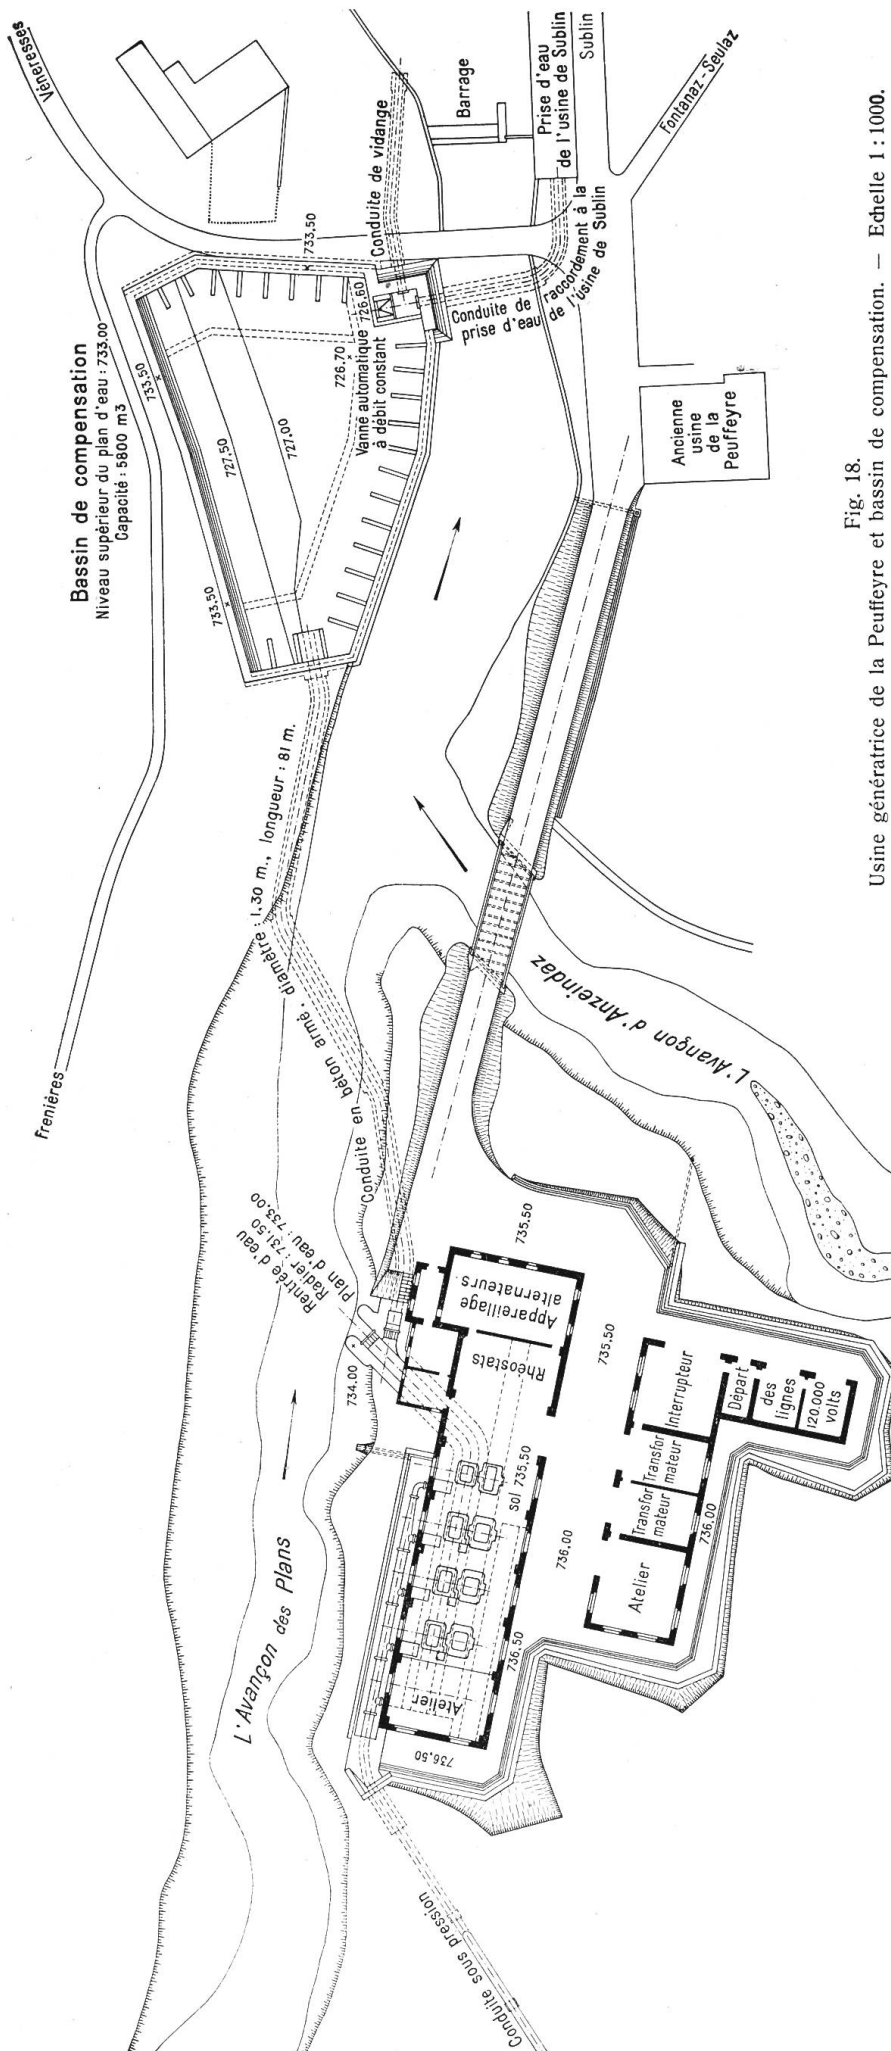 Véneresses
Frenières
Bassin de compensation
Niveau supérieur du plan d'eau : 733.00
Capacité : 5800 m3
733.50
733.50
733.50
727.50
727.00
726.70
726.60
Vanné automatique
à débit constant
Conduite de vidange
Barrage
Prise d'eau
de l'usine de Sublin
Sublin
Fontanaz-Seulaz
Conduite de raccordement à la
prise d'eau de l'usine de Sublin
Ancienne
usine
de la
Peuffeyre
Conduite en béton armé, diamètre : 1.30 m., longueur : 81 m.
L'Avançon d'Anzeindaz
Rentrée d'eau
Radier : 731.50
Plan d'eau : 733.00
734.00
L'Avançon des Plans
Appareillage
alternateurs
Rhéostats
735.50
735.50
sol 735.50
736.00
736.50
736.50
736.00
Atelier
Interrupteur
Transfor
mateur
Transfor
mateur
Atelier
Départ
des
lignes
120.000
volts
Conduite sous pression
Fig. 18.
Usine génératrice de la Peuffeyre et bassin de compensation. — Echelle 1 : 1000.